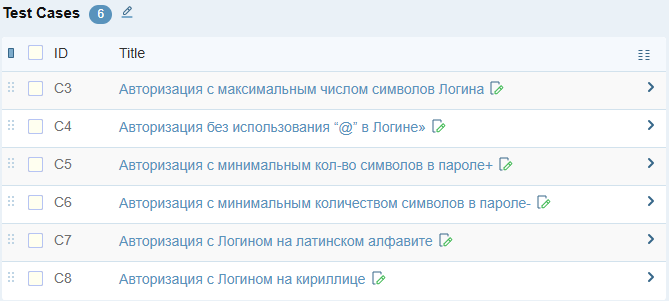 Test Cases 6
ID Title
C3 Авторизация с максимальным числом символов Логина
C4 Авторизация без использования “@” в Логине»
C5 Авторизация с минимальным кол-во символов в пароле+
C6 Авторизация с минимальным количеством символов в пароле-
C7 Авторизация с Логином на латинском алфавите
C8 Авторизация с Логином на кириллице